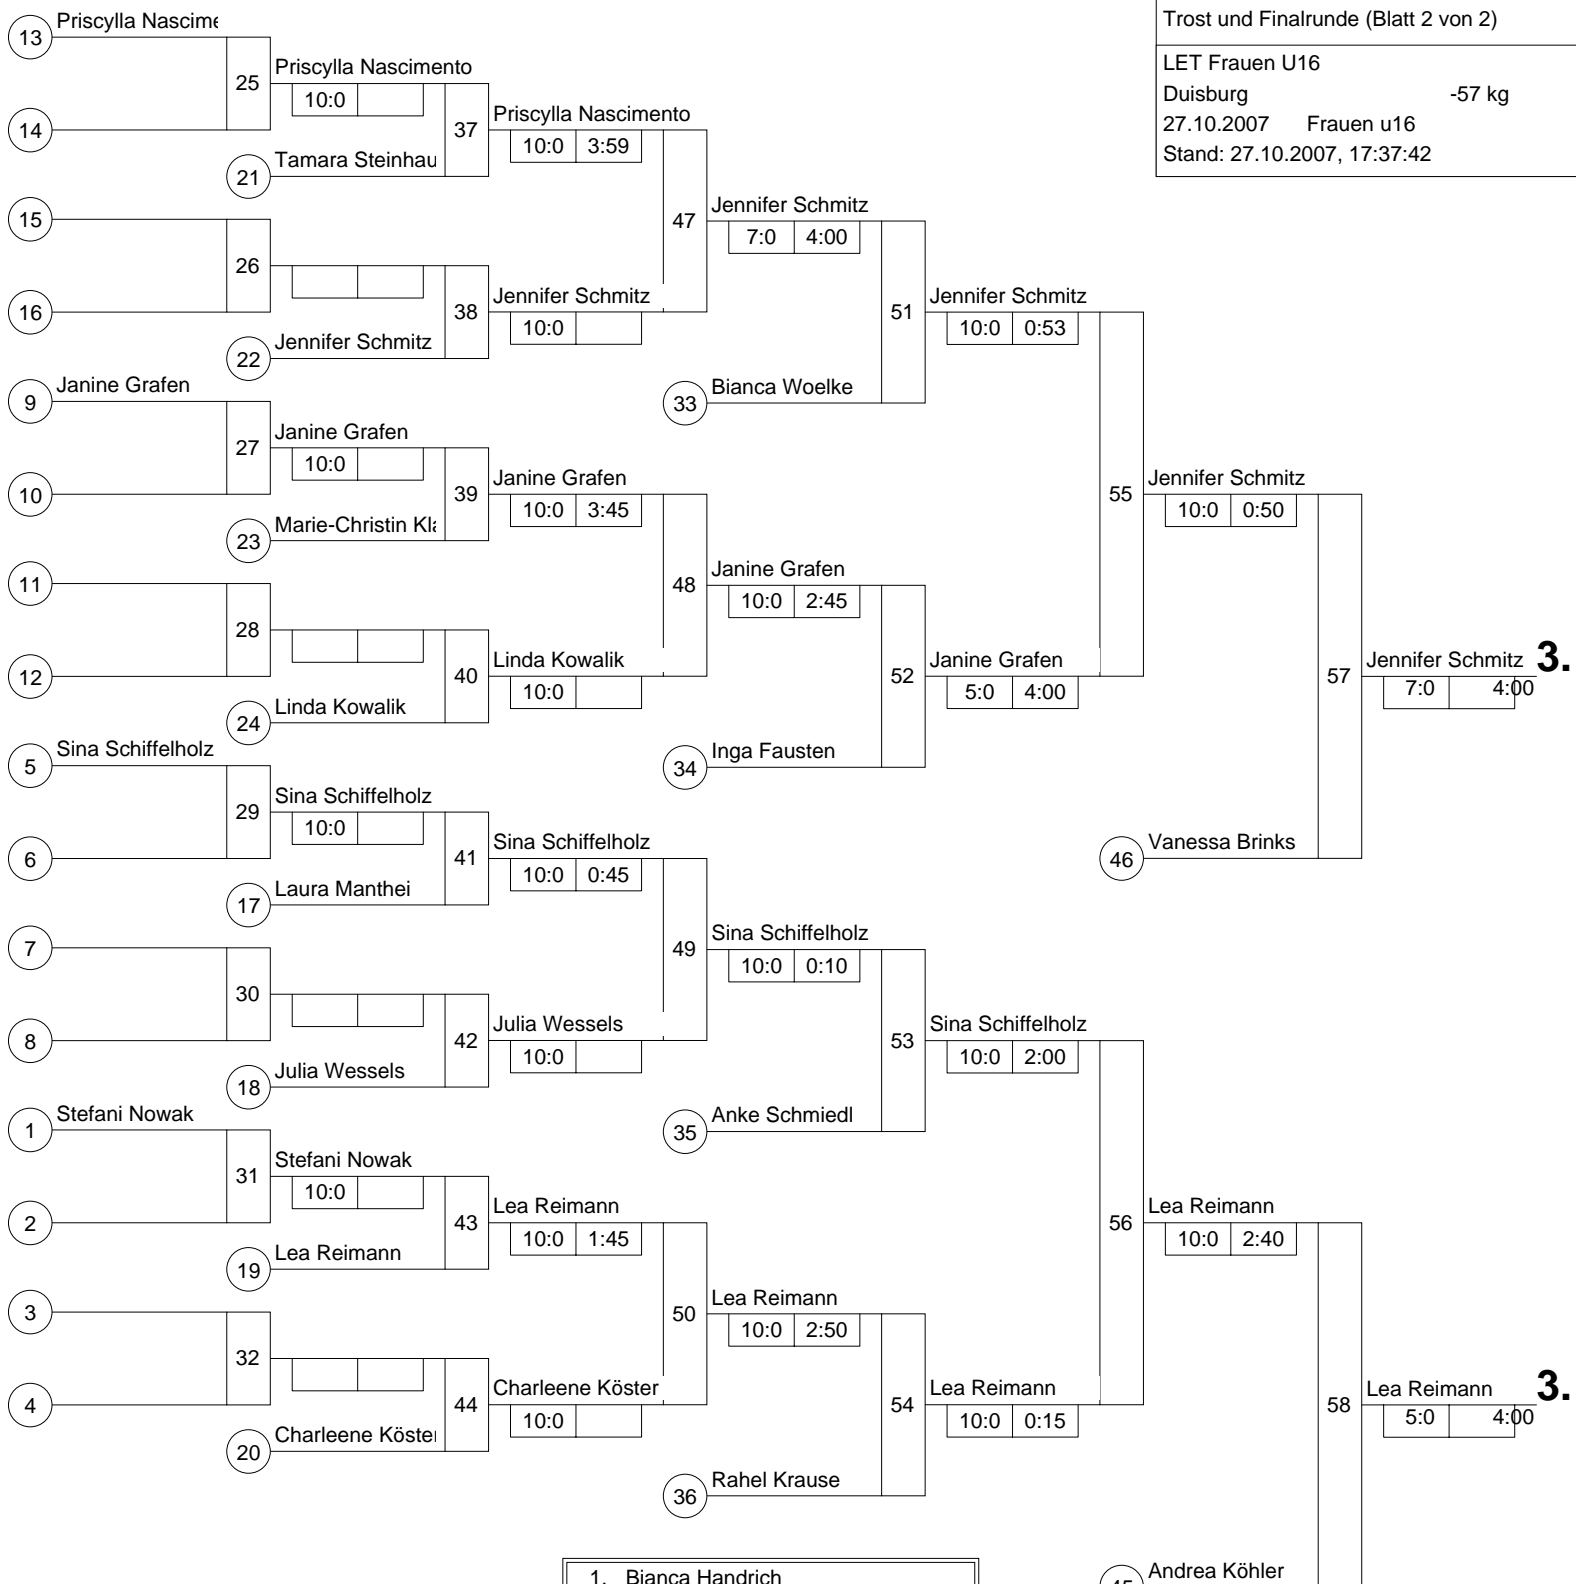 Trost und Finalrunde (Blatt 2 von 2)
LET Frauen U16
Duisburg -57 kg
27.10.2007 Frauen u16
Stand: 27.10.2007, 17:37:42
13 Priscylla Nascime
25 Priscylla Nascimento
10:0
14
37 Priscylla Nascimento
10:0 3:59
21 Tamara Steinhau
15
47 Jennifer Schmitz
7:0 4:00
26
16
38 Jennifer Schmitz
10:0
22 Jennifer Schmitz
51 Jennifer Schmitz
10:0 0:53
33 Bianca Woelke
9 Janine Grafen
27 Janine Grafen
10:0
10
39 Janine Grafen
10:0 3:45
23 Marie-Christin Kla
55 Jennifer Schmitz
10:0 0:50
11
48 Janine Grafen
10:0 2:45
28
12
40 Linda Kowalik
10:0
24 Linda Kowalik
52 Janine Grafen
5:0 4:00
57 Jennifer Schmitz 3.
7:0 4:00
34 Inga Fausten
5 Sina Schiffelholz
29 Sina Schiffelholz
10:0
6
41 Sina Schiffelholz
10:0 0:45
46 Vanessa Brinks
17 Laura Manthei
7
49 Sina Schiffelholz
10:0 0:10
30
8
42 Julia Wessels
10:0
18 Julia Wessels
53 Sina Schiffelholz
10:0 2:00
35 Anke Schmiedl
1 Stefani Nowak
31 Stefani Nowak
10:0
2
43 Lea Reimann
10:0 1:45
19 Lea Reimann
56 Lea Reimann
10:0 2:40
3
50 Lea Reimann
10:0 2:50
32
4
44 Charleene Köster
10:0
20 Charleene Köster
54 Lea Reimann
10:0 0:15
58 Lea Reimann 3.
5:0 4:00
36 Rahel Krause
1. Bianca Handrich
45 Andrea Köhler